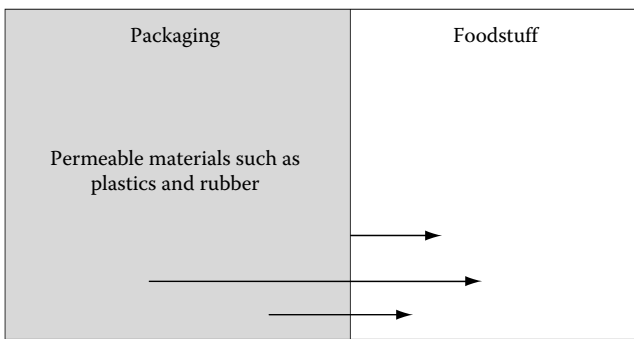 Packaging
Foodstuff
Permeable materials such as
plastics and rubber